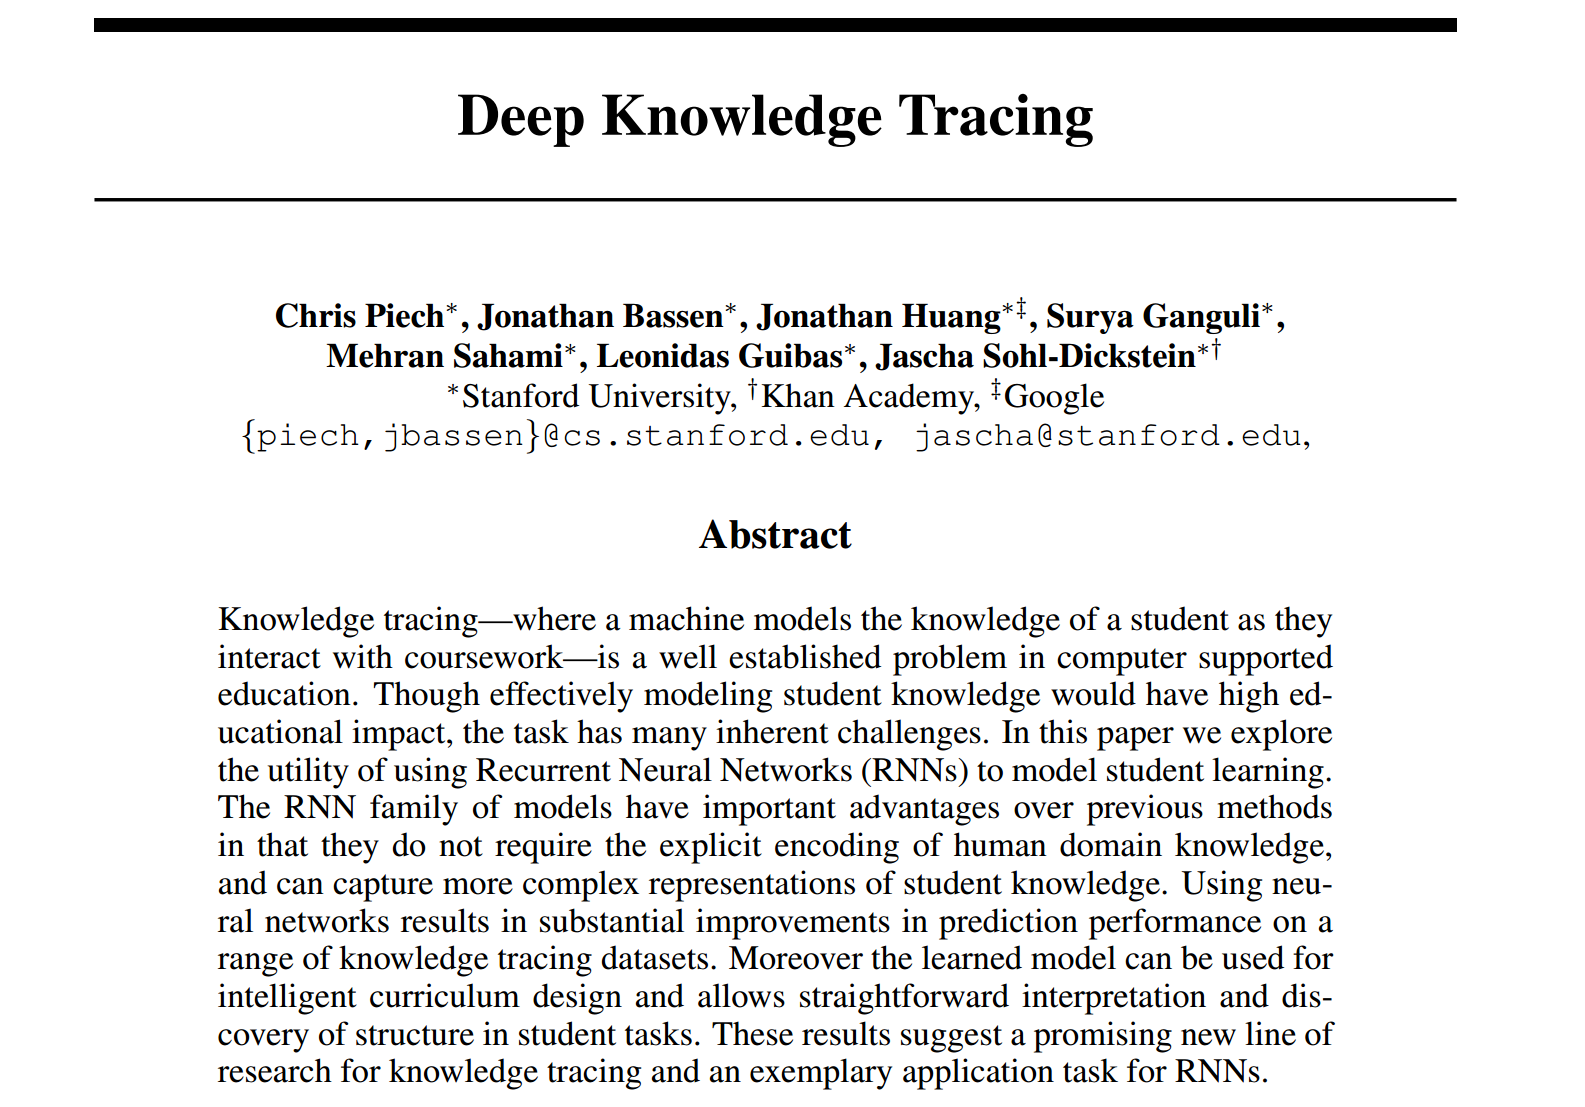 Deep Knowledge Tracing
Chris Piech*, Jonathan Bassen*, Jonathan Huang*‡, Surya Ganguli*,
Mehran Sahami*, Leonidas Guibas*, Jascha Sohl-Dickstein*†
*Stanford University, †Khan Academy, ‡Google
{piech,jbassen}@cs.stanford.edu, jascha@stanford.edu,
Abstract
Knowledge tracing—where a machine models the knowledge of a student as they
interact with coursework—is a well established problem in computer supported
education. Though effectively modeling student knowledge would have high ed-
ucational impact, the task has many inherent challenges. In this paper we explore
the utility of using Recurrent Neural Networks (RNNs) to model student learning.
The RNN family of models have important advantages over previous methods
in that they do not require the explicit encoding of human domain knowledge,
and can capture more complex representations of student knowledge. Using neu-
ral networks results in substantial improvements in prediction performance on a
range of knowledge tracing datasets. Moreover the learned model can be used for
intelligent curriculum design and allows straightforward interpretation and dis-
covery of structure in student tasks. These results suggest a promising new line of
research for knowledge tracing and an exemplary application task for RNNs.